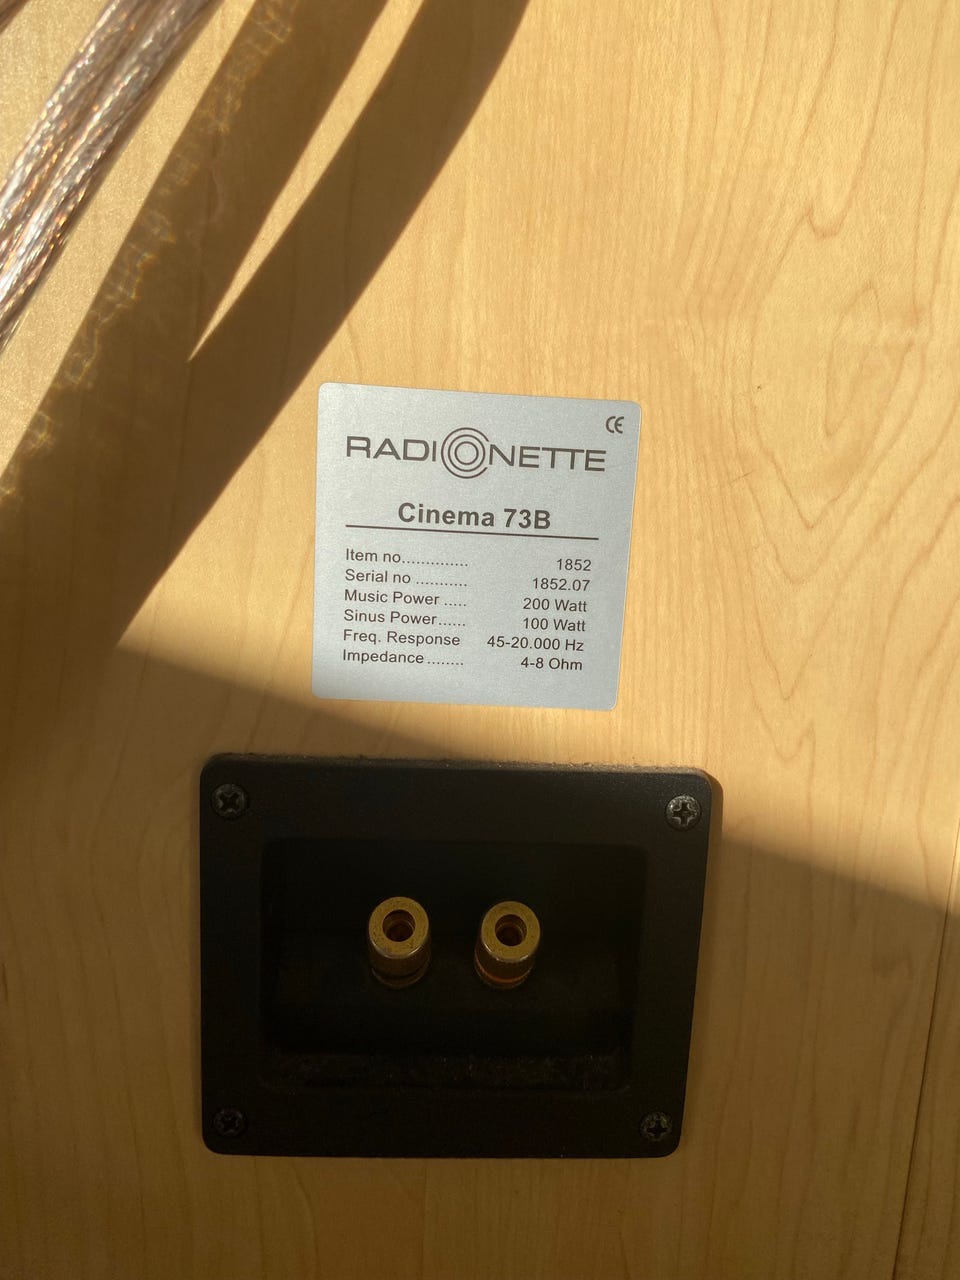 CE
RADIONETTE
Cinema 73B
Item no.............. 1852
Serial no ........... 1852.07
Music Power ..... 200 Watt
Sinus Power...... 100 Watt
Freq. Response 45-20.000 Hz
Impedance ........ 4-8 Ohm